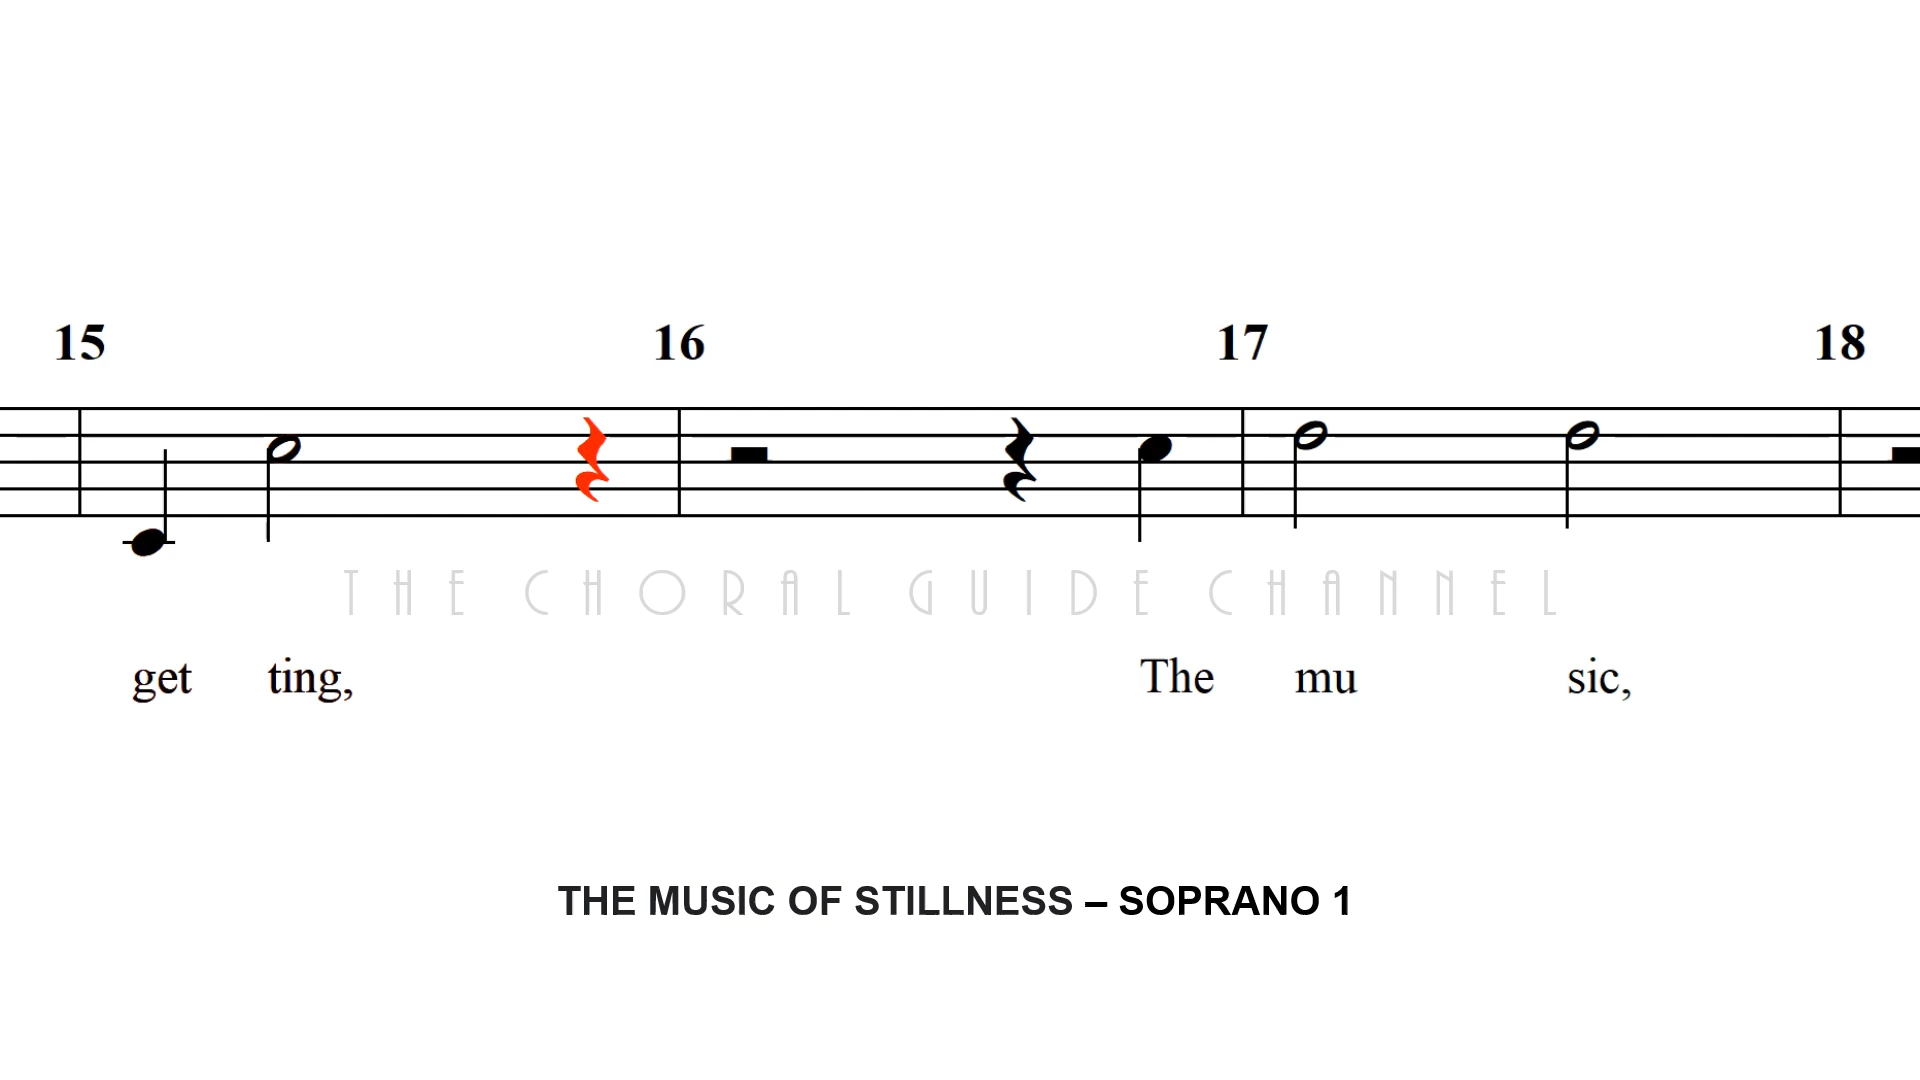 15 16 17 18
THE CHORAL GUIDE CHANNEL
get ting, The mu sic,
THE MUSIC OF STILLNESS – SOPRANO 1